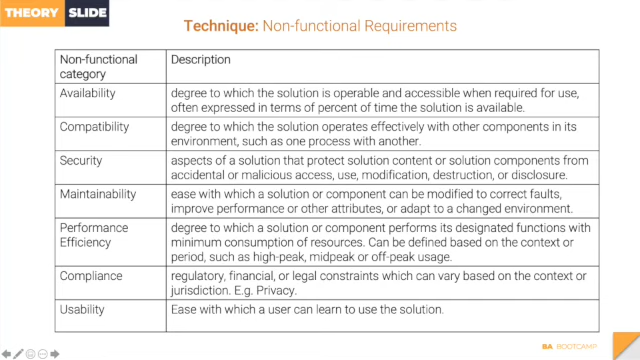 THEORY SLIDE
Technique: Non-Functional Requirements
Non-functional
category
Description
Availability
degree to which the solution is operable and accessible when required for use,
often expressed in terms of percent of time the solution is available.
Compatibility
degree to which the solution operates effectively with other components in its
environment, such as one process with another.
Security
aspects of a solution that protect solution content or solution components from
accidental or malicious access, use, modification, destruction, or disclosure.
Maintainability
ease with which a solution or component can be modified to correct faults,
improve performance or other attributes, or adapt to a changed environment.
Performance
Efficiency
degree to which a solution or component performs its designated functions with
minimum consumption of resources. Can be defined based on the context or
period, such as high-peak, midpeak or off-peak usage.
Compliance
regulatory, financial, or legal constraints which can vary based on the context or
jurisdiction. E.g. Privacy.
Usability
Ease with which a user can learn to use the solution.
BA BOOTCAMP